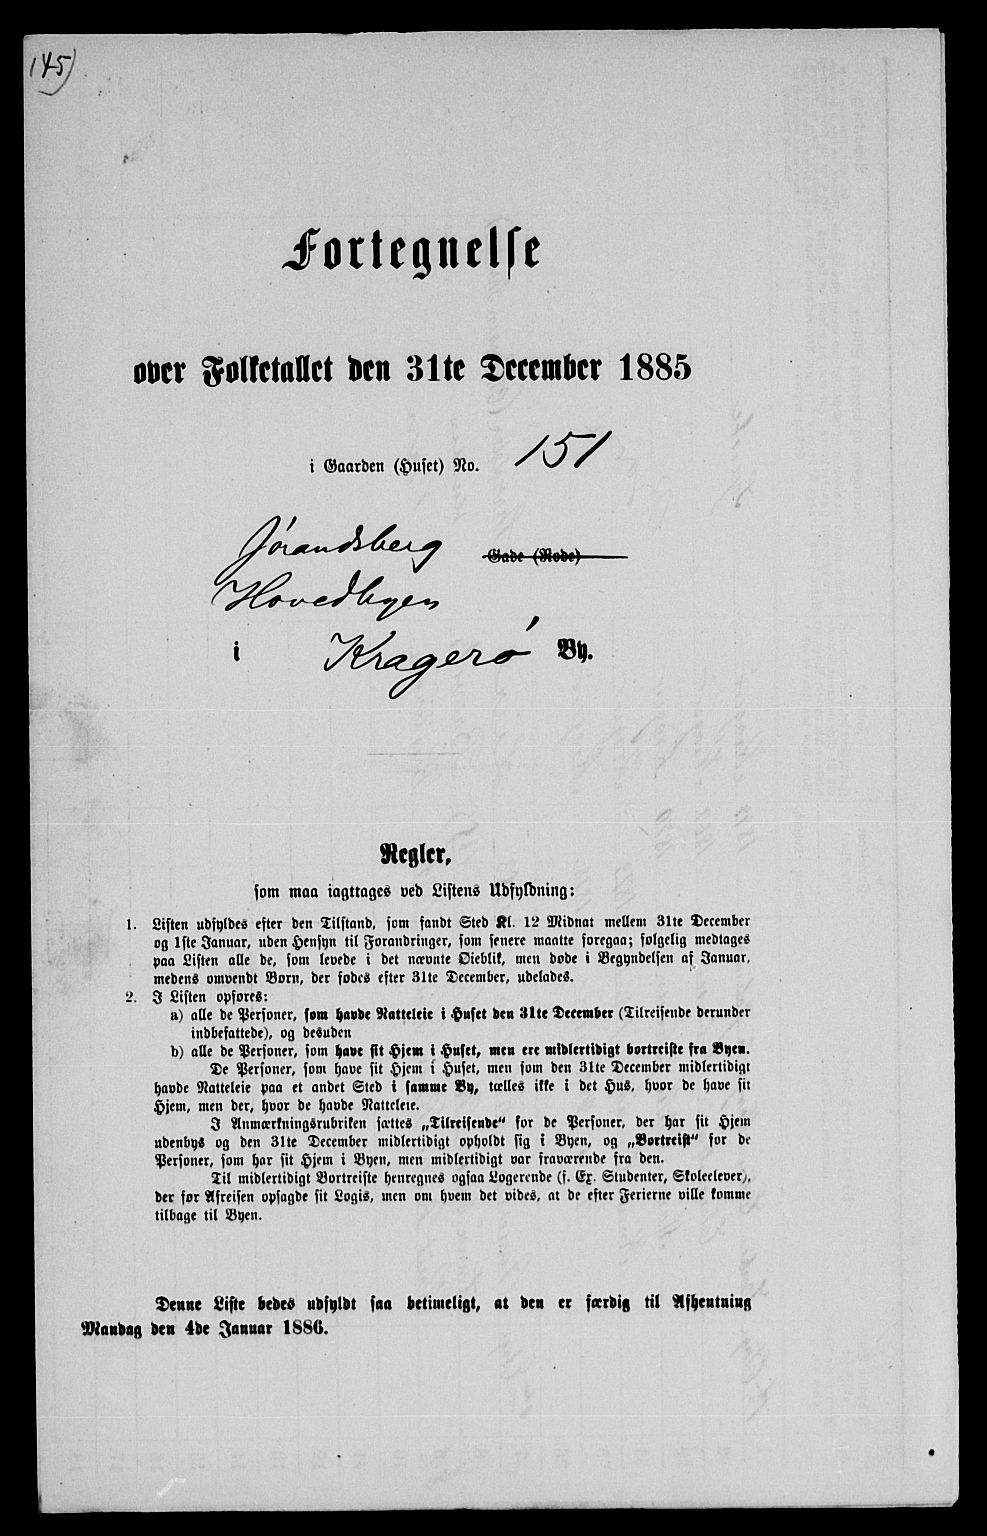 145)
Fortegnelse
over Folketallet den 31te December 1885
i Gaarden (Huset) No. 151
Jørandsberg Gade (Rode)
Hovedbyen
i Kragerø By.
Regler,
som maa iagttages ved Listens Udfyldning:
1. Listen udfyldes efter den Tilstand, som fandt Sted Kl. 12 Midnat mellem 31te December
og 1ste Januar, uden Hensyn til Forandringer, som senere maatte foregaa; følgelig medtages
paa Listen alle de, som levede i det nævnte Øieblik, men døde i Begyndelsen af Januar,
medens omvendt Børn, der fødes efter 31te December, udelades.
2. I Listen opføres:
a) alle de Personer, som havde Natteleie i Huset den 31te December (Tilreisende derunder
indbefattede), og desuden
b) alle de Personer, som have sit Hjem i Huset, men ere midlertidigt bortreiste fra Byen.
De Personer, som have sit Hjem i Huset, men som den 31te December midlertidigt
havde Natteleie paa et andet Sted i samme By, tælles ikke i det Hus, hvor de have sit
Hjem, men der, hvor de havde Natteleie.
I Anmærkningsrubriken sættes „Tilreisende“ for de Personer, der har sit Hjem
udenbys og den 31te December midlertidigt opholdt sig i Byen, og „Bortreist“ for de
Personer, som har sit Hjem i Byen, men midlertidigt var fraværende fra den.
Til midlertidigt Bortreiste henregnes ogsaa Logerende (f. Ex. Studenter, Skoleelever),
der før Afreisen opsagde sit Logis, men om hvem det vides, at de efter Ferierne ville komme
tilbage til Byen.
Denne Liste bedes udfyldt saa betimeligt, at den er færdig til Afhentning
Mandag den 4de Januar 1886.